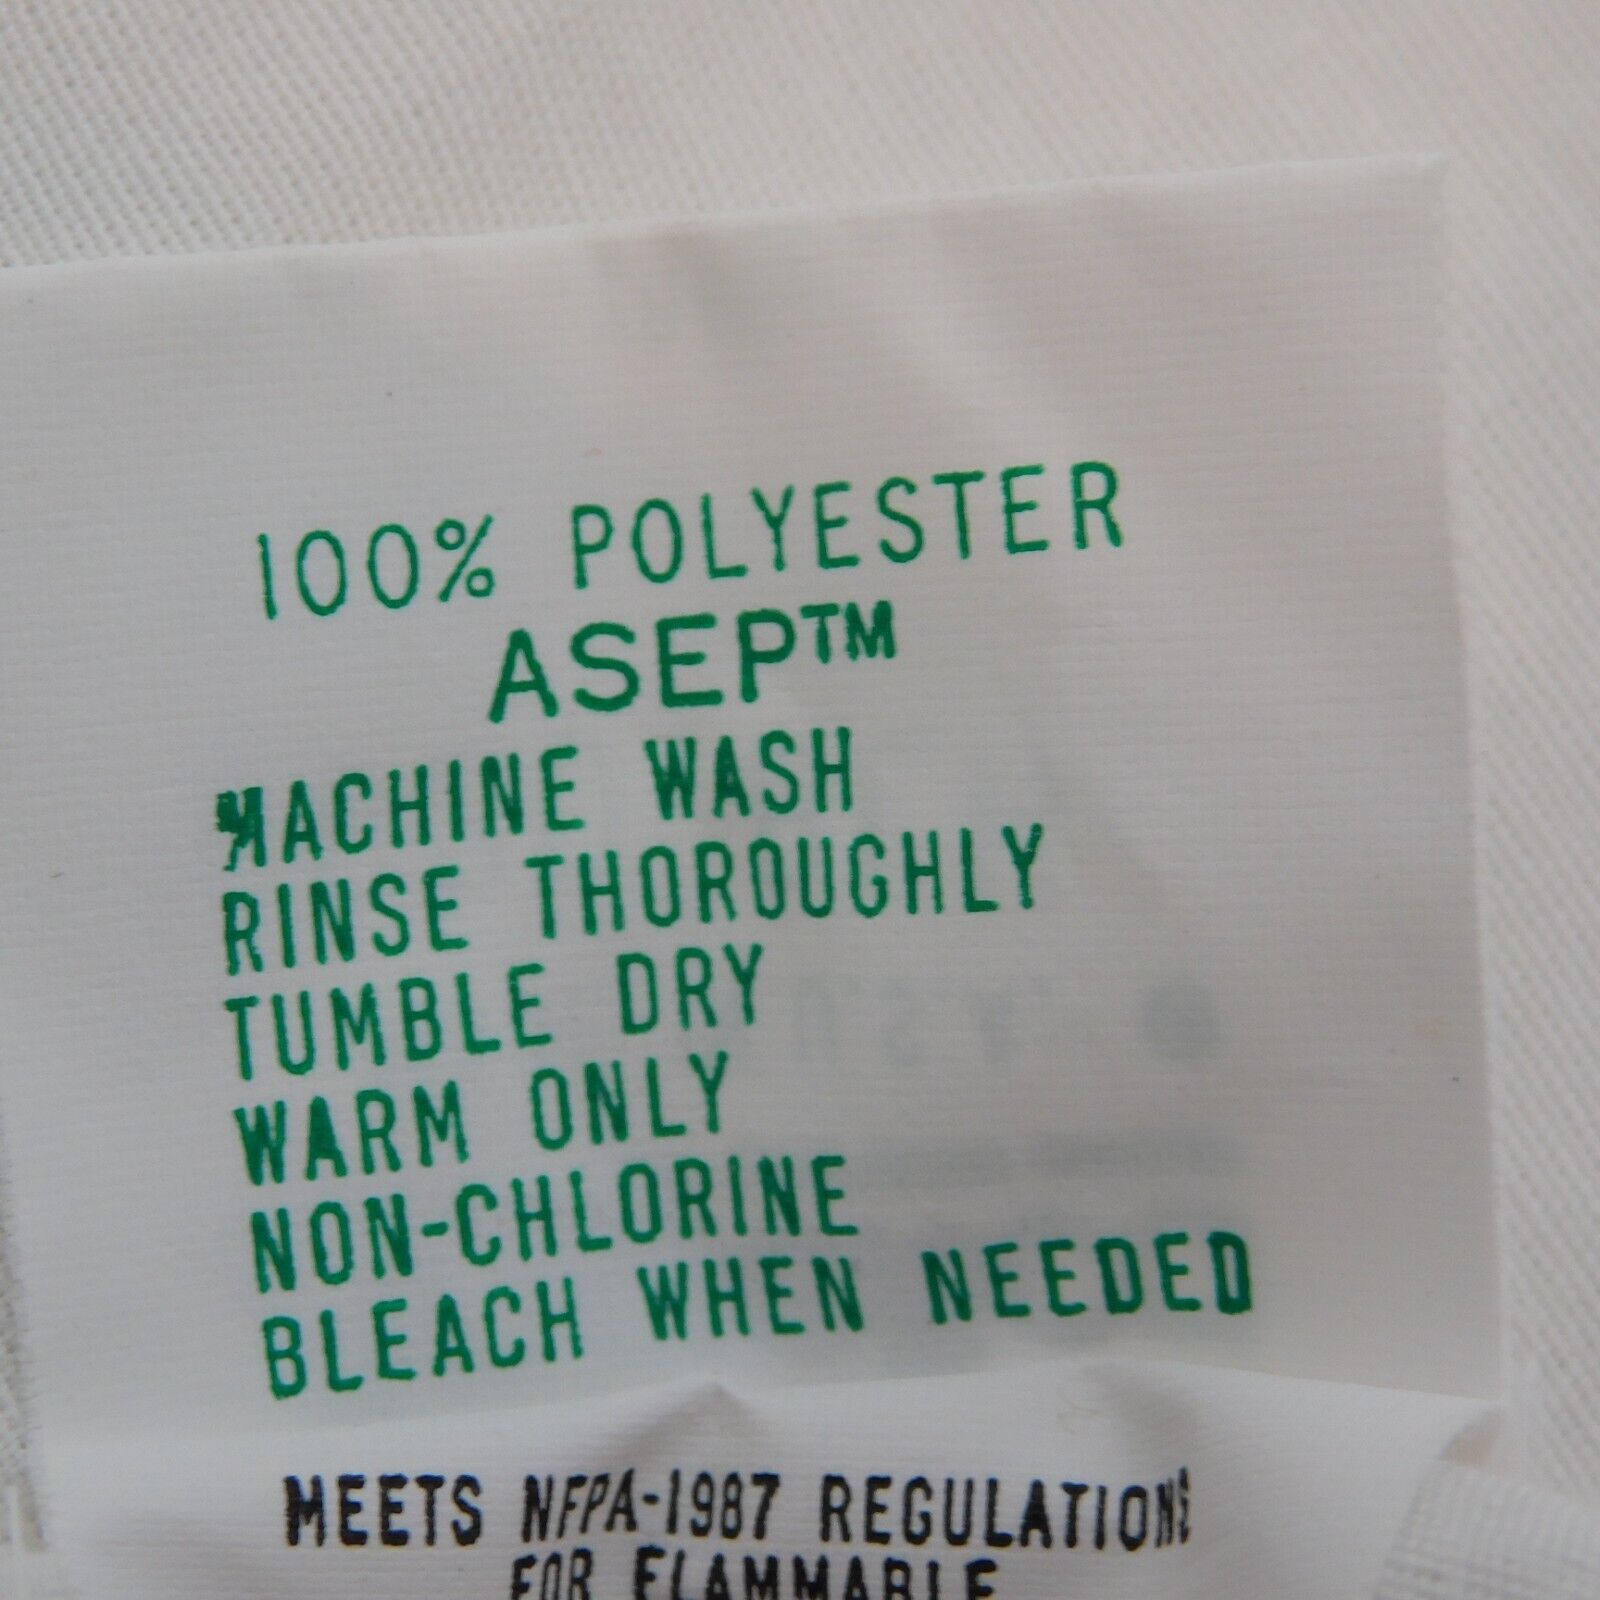 100% POLYESTER
ASEP™
MACHINE WASH
RINSE THOROUGHLY
TUMBLE DRY
WARM ONLY
NON-CHLORINE
BLEACH WHEN NEEDED
MEETS NFPA-1987 REGULATIONS
FOR FLAMMABLE